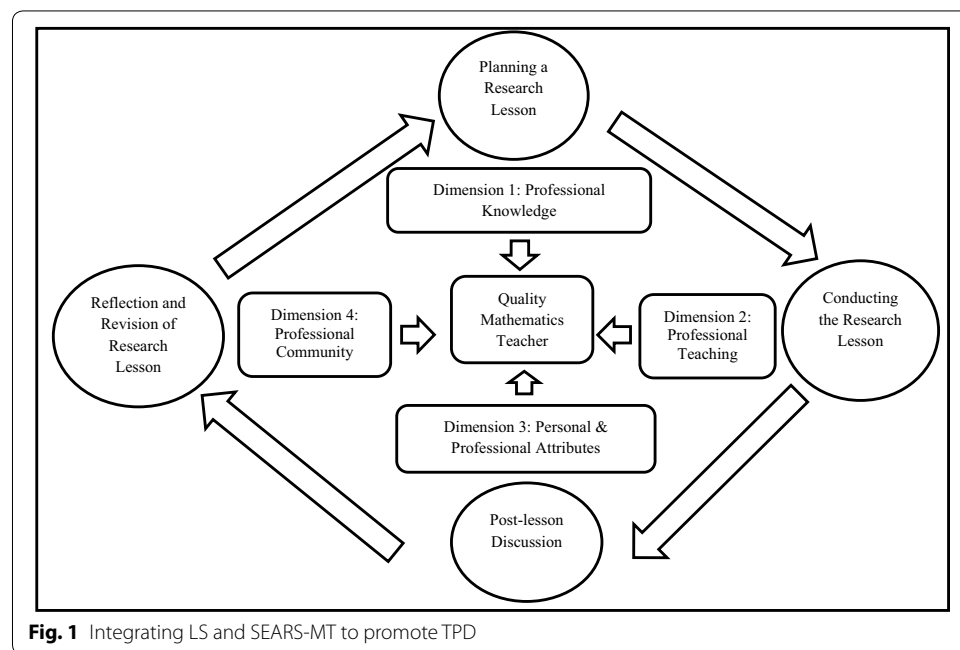 Planning a
Research
Lesson
Dimension 1: Professional
Knowledge
Reflection and
Revision of
Research
Lesson
Dimension 4:
Professional
Community
Quality
Mathematics
Teacher
Dimension 2:
Professional
Teaching
Conducting
the Research
Lesson
Dimension 3: Personal &
Professional Attributes
Post-lesson
Discussion
Fig. 1 Integrating LS and SEARS-MT to promote TPD